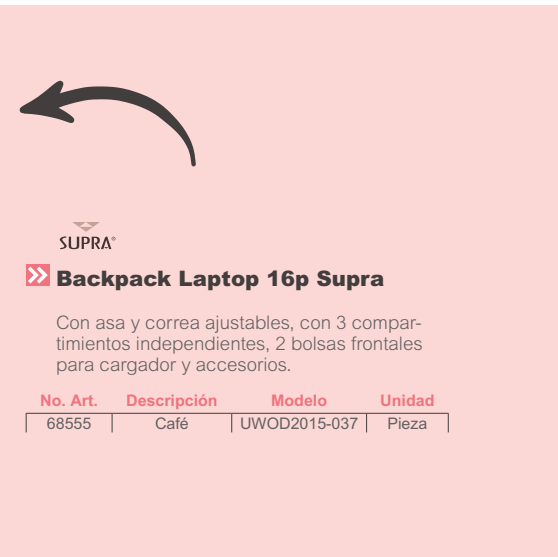 SUPRA®
Backpack Laptop 16p Supra
Con asa y correa ajustables, con 3 compar-
timientos independientes, 2 bolsas frontales
para cargador y accesorios.
No. Art. Descripción Modelo Unidad
68555 Café UWOD2015-037 Pieza